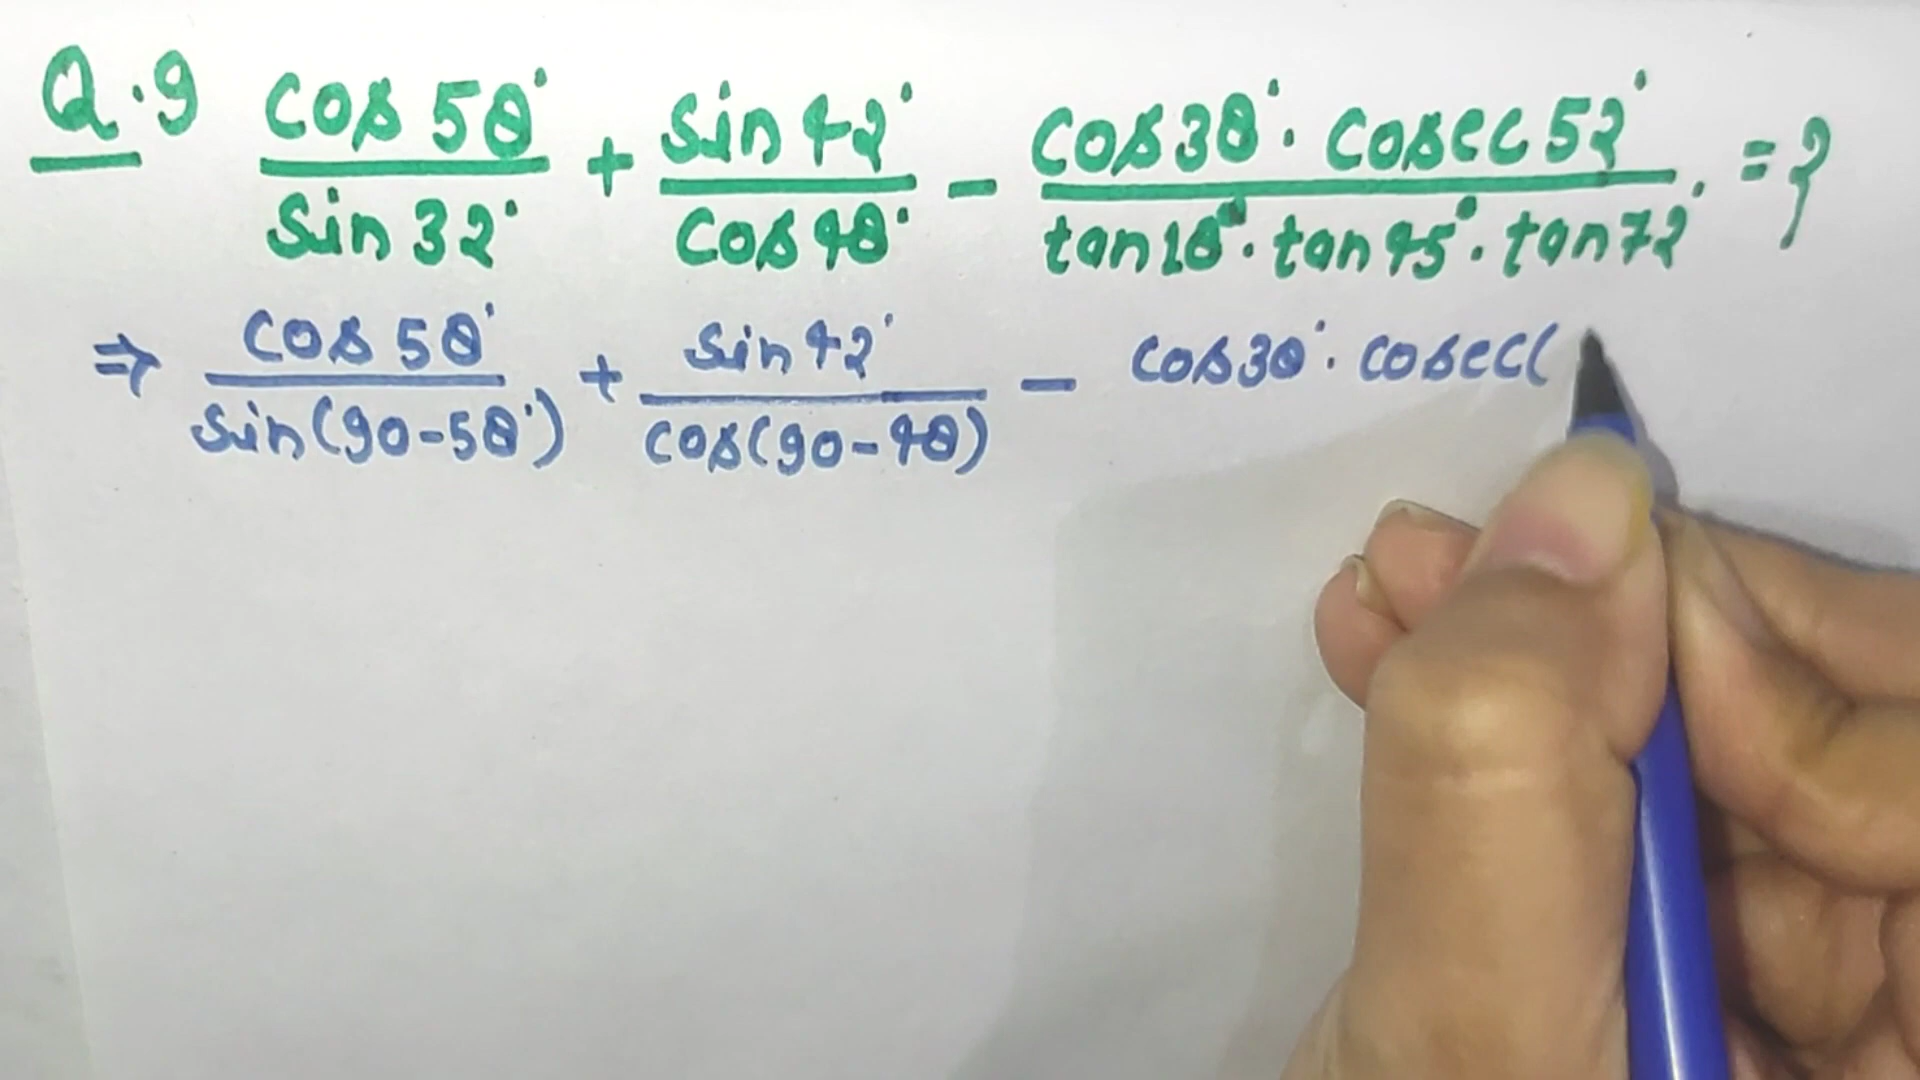 Q.9 cos 58° / sin 32° + sin 42° / cos 48° - cos 38° . cosec 52° / tan 18° . tan 45° . tan 72° = ?
⇒ cos 58° / sin(90-58°) + sin 42° / cos(90-48) - cos 38° . cosec(